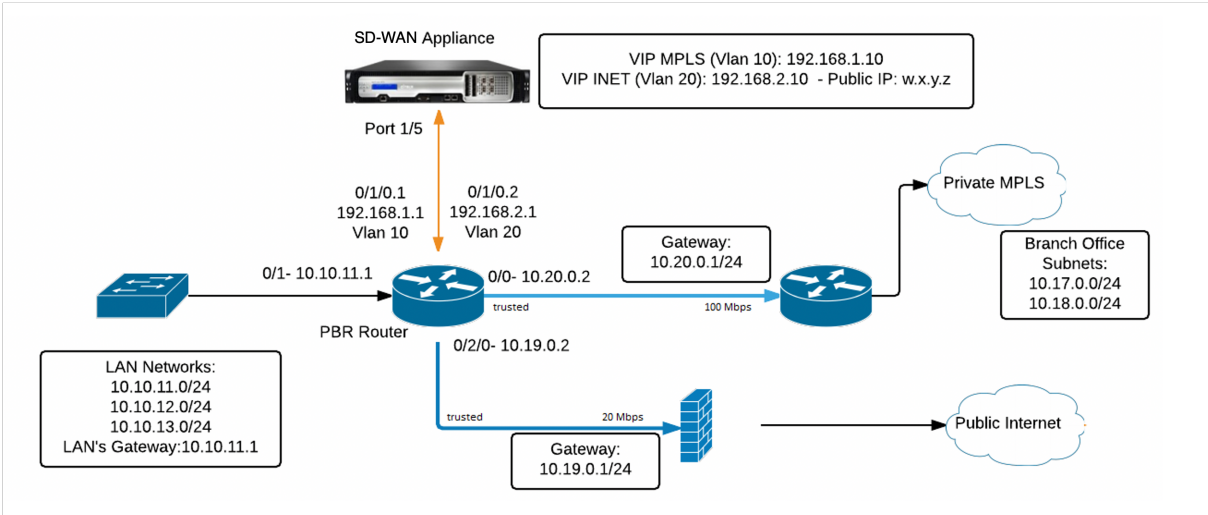 SD-WAN Appliance
VIP MPLS (Vlan 10): 192.168.1.10
VIP INET (Vlan 20): 192.168.2.10 - Public IP: w.x.y.z
Port 1/5
0/1/0.1
192.168.1.1
Vlan 10
0/1/0.2
192.168.2.1
Vlan 20
Private MPLS
Gateway:
10.20.0.1/24
Branch Office
Subnets:
10.17.0.0/24
10.18.0.0/24
0/1- 10.10.11.1
0/0- 10.20.0.2
trusted
100 Mbps
PBR Router
0/2/0- 10.19.0.2
LAN Networks:
10.10.11.0/24
10.10.12.0/24
10.10.13.0/24
LAN's Gateway:10.10.11.1
trusted
20 Mbps
Public Internet
Gateway:
10.19.0.1/24